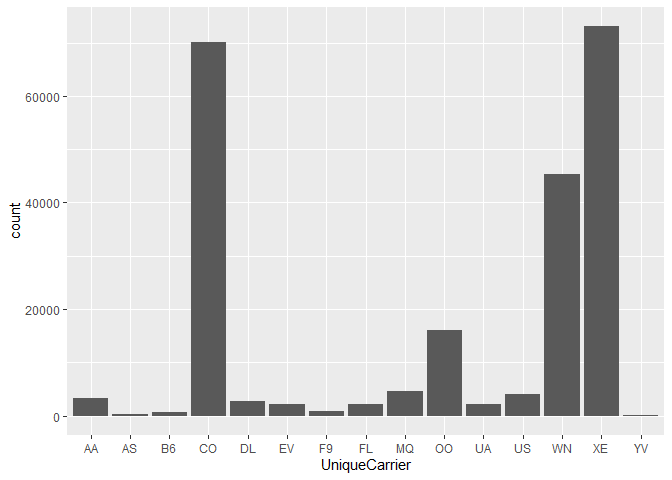 60000
40000
20000
0
count
AA AS B6 CO DL EV F9 FL MQ OO UA US WN XE YV
UniqueCarrier